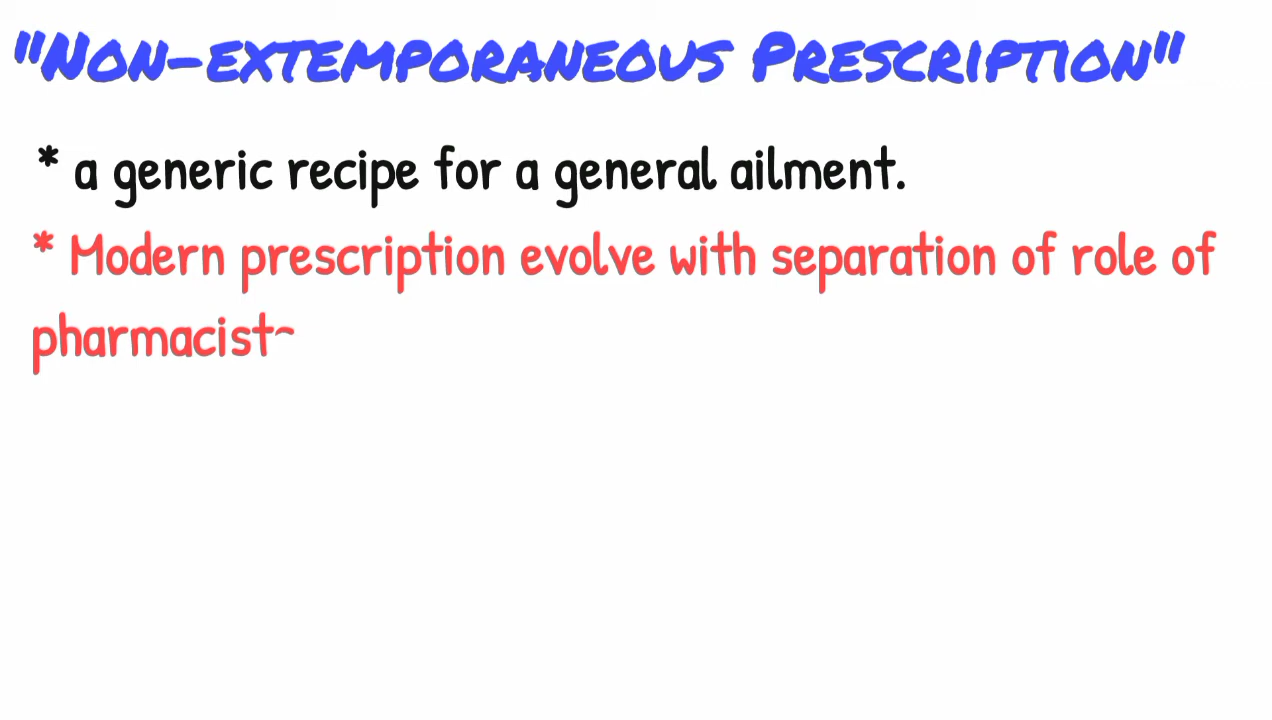 "Non-extemporaneous Prescription"
* a generic recipe for a general ailment.
* Modern prescription evolve with separation of role of
pharmacist~